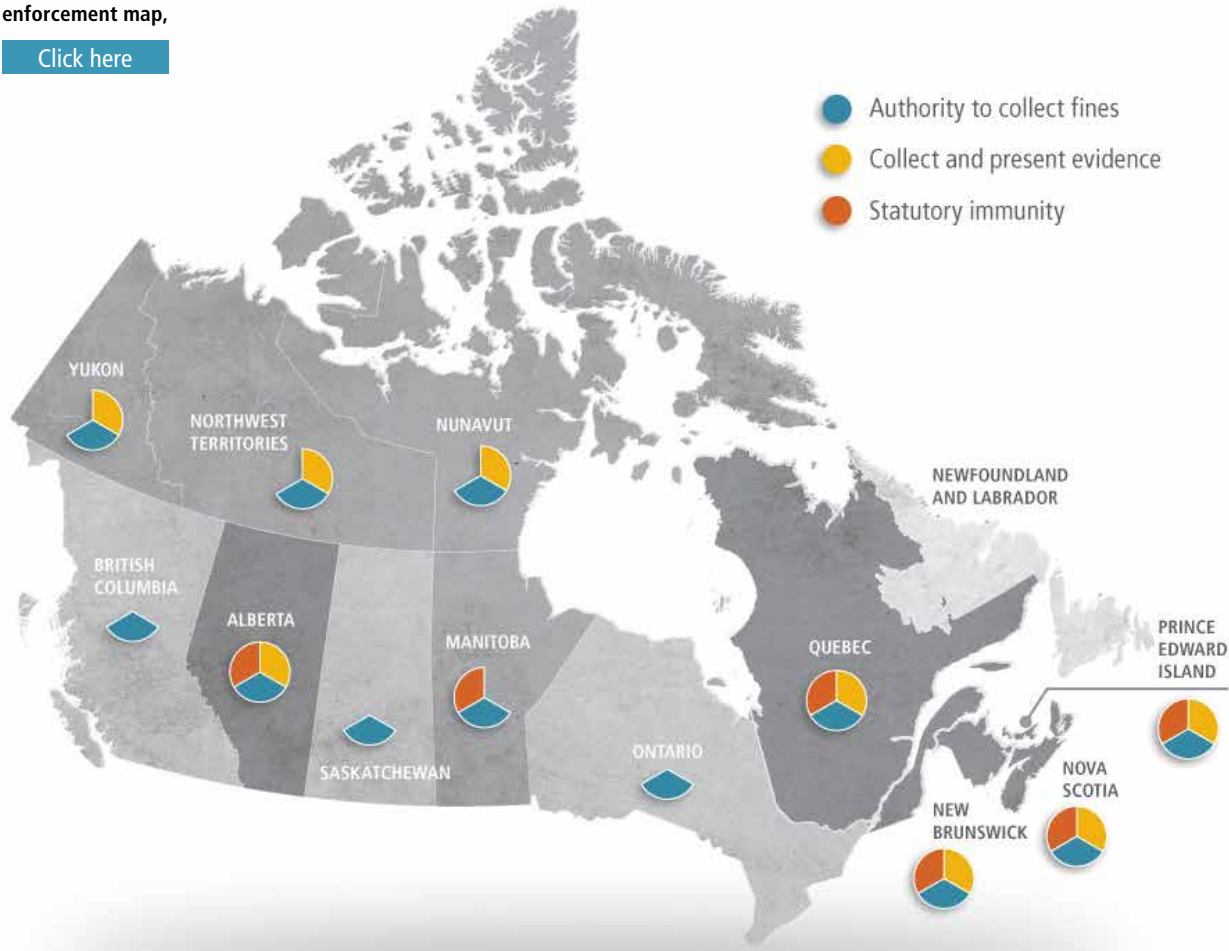 enforcement map,
Click here
Authority to collect fines
Collect and present evidence
Statutory immunity
YUKON
NORTHWEST
TERRITORIES
NUNAVUT
NEWFOUNDLAND
AND LABRADOR
BRITISH
COLUMBIA
ALBERTA
MANITOBA
QUEBEC
PRINCE
EDWARD
ISLAND
SASKATCHEWAN
ONTARIO
NOVA
SCOTIA
NEW
BRUNSWICK